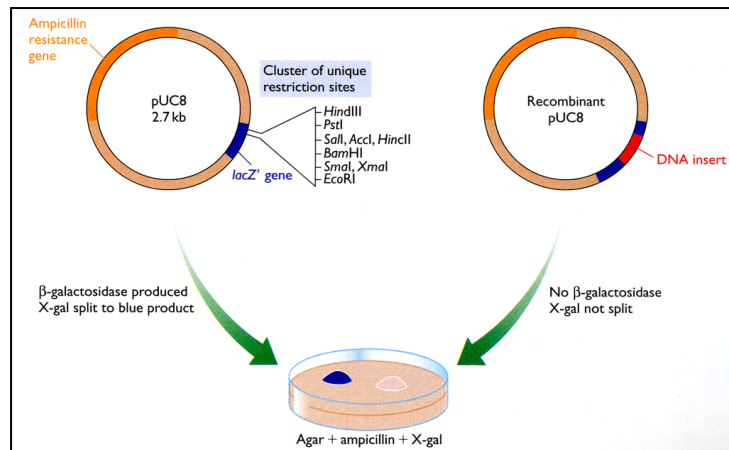 Ampicillin
resistance
gene
pUC8
2.7 kb
Cluster of unique
restriction sites
HindIII
PstI
SalI, AccI, HincII
BamHI
SmaI, XmaI
EcoRI
lacZ' gene
Recombinant
pUC8
DNA insert
β-galactosidase produced
X-gal split to blue product
No β-galactosidase
X-gal not split
Agar + ampicillin + X-gal